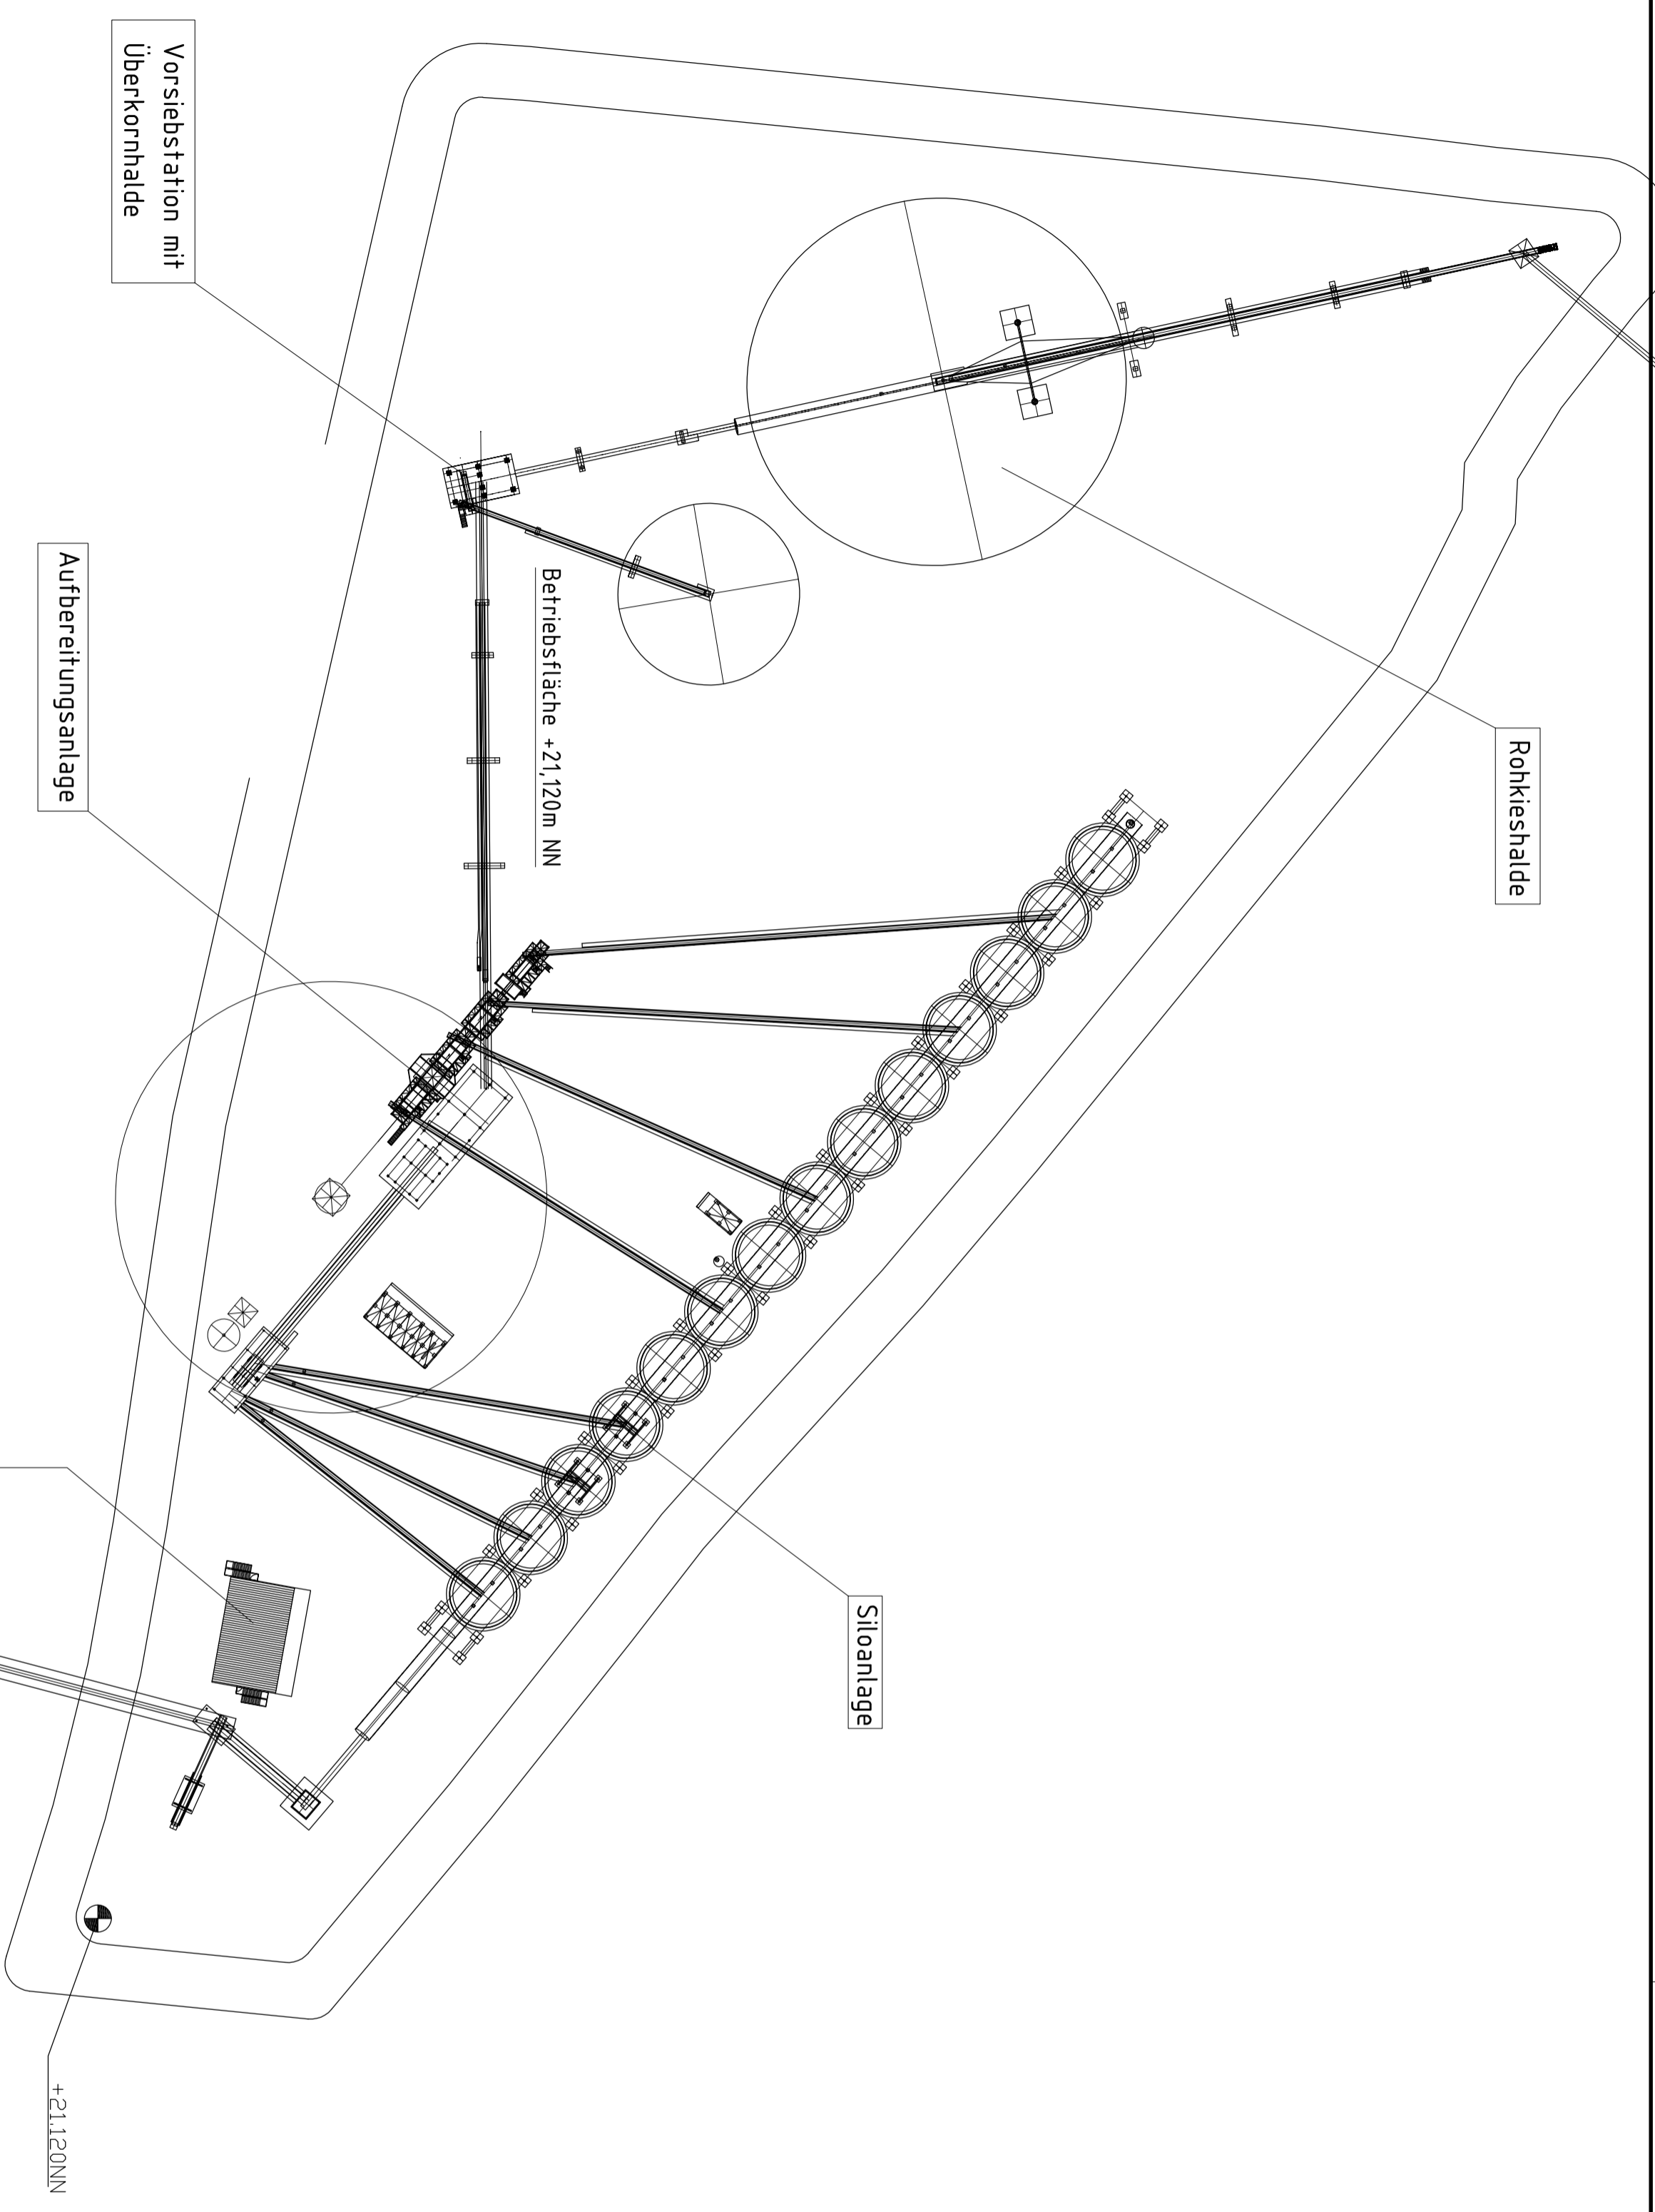 Vorsiebstation mit
Überkornhalde
Rohkieshalde
Betriebsfläche +21,120m NN
Aufbereitungsanlage
Siloanlage
+21.120NN